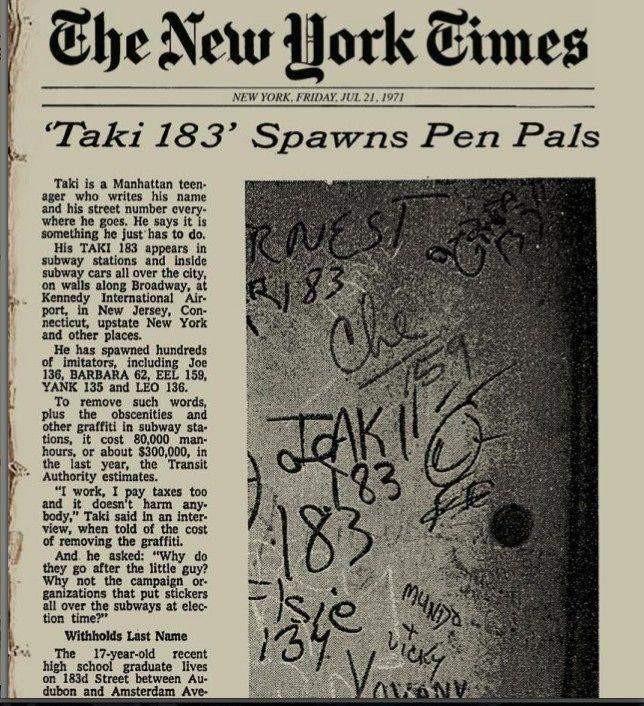 The New York Times
NEW YORK, FRIDAY, JUL 21, 1971
‘Taki 183’ Spawns Pen Pals
Taki is a Manhattan teen-
ager who writes his name
and his street number every-
where he goes. He says it is
something he just has to do.
His TAKI 183 appears in
subway stations and inside
subway cars all over the city,
on walls along Broadway, at
Kennedy International Air-
port, in New Jersey, Con-
necticut, upstate New York
and other places.
He has spawned hundreds
of imitators, including Joe
136, BARBARA 62, EEL 159,
YANK 135 and LEO 136.
To remove such words,
plus the obscenities and
other graffiti in subway sta-
tions, it cost 80,000 man-
hours, or about $300,000, in
the last year, the Transit
Authority estimates.
“I work, I pay taxes too
and it doesn’t harm any-
body,” Taki said in an inter-
view, when told of the cost
of removing the graffiti.
And he asked: “Why do
they go after the little guy?
Why not the campaign or-
ganizations that put stickers
all over the subways at elec-
tion time?”
Withholds Last Name
The 17-year-old recent
high school graduate lives
on 183d Street between Au-
dubon and Amsterdam Ave-
RNEST
183
Che
159
TAKI
183
183
Elsie
137
MUNDO
+
VICKY